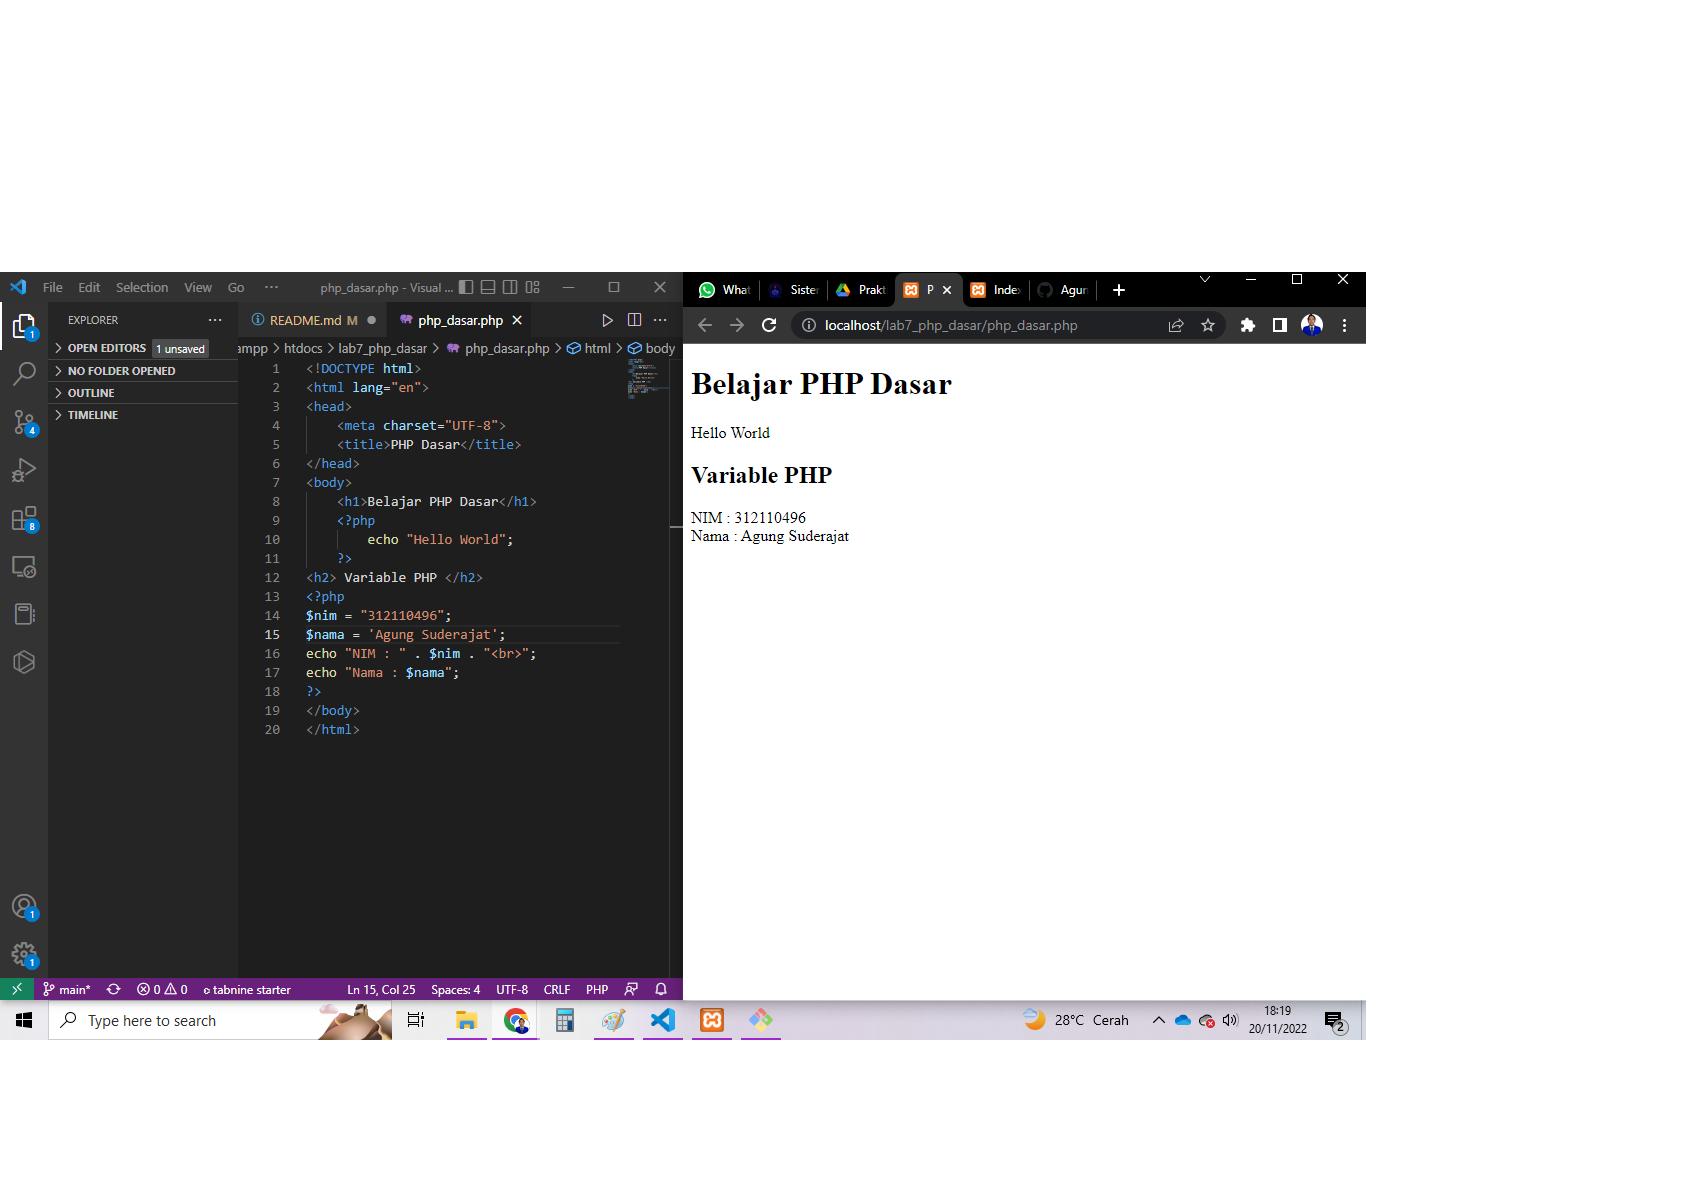 File Edit Selection View Go ··· php_dasar.php - Visual ...
EXPLORER ···
OPEN EDITORS 1 unsaved
NO FOLDER OPENED
OUTLINE
TIMELINE
README.md M ● php_dasar.php
ampp > htdocs > lab7_php_dasar > php_dasar.php > html > body
1 <!DOCTYPE html>
2 <html lang="en">
3 <head>
4 <meta charset="UTF-8">
5 <title>PHP Dasar</title>
6 </head>
7 <body>
8 <h1>Belajar PHP Dasar</h1>
9 <?php
10 echo "Hello World";
11 ?>
12 <h2> Variable PHP </h2>
13 <?php
14 $nim = "312110496";
15 $nama = 'Agung Suderajat';
16 echo "NIM : " . $nim . "<br>";
17 echo "Nama : $nama";
18 ?>
19 </body>
20 </html>
1
4
8
1
1
main* 0 0 tabnine starter Ln 15, Col 25 Spaces: 4 UTF-8 CRLF PHP
What Sister Prakt P Index Agun
localhost/lab7_php_dasar/php_dasar.php
Belajar PHP Dasar
Hello World
Variable PHP
NIM : 312110496
Nama : Agung Suderajat
Type here to search
28°C Cerah
18:19
20/11/2022
2